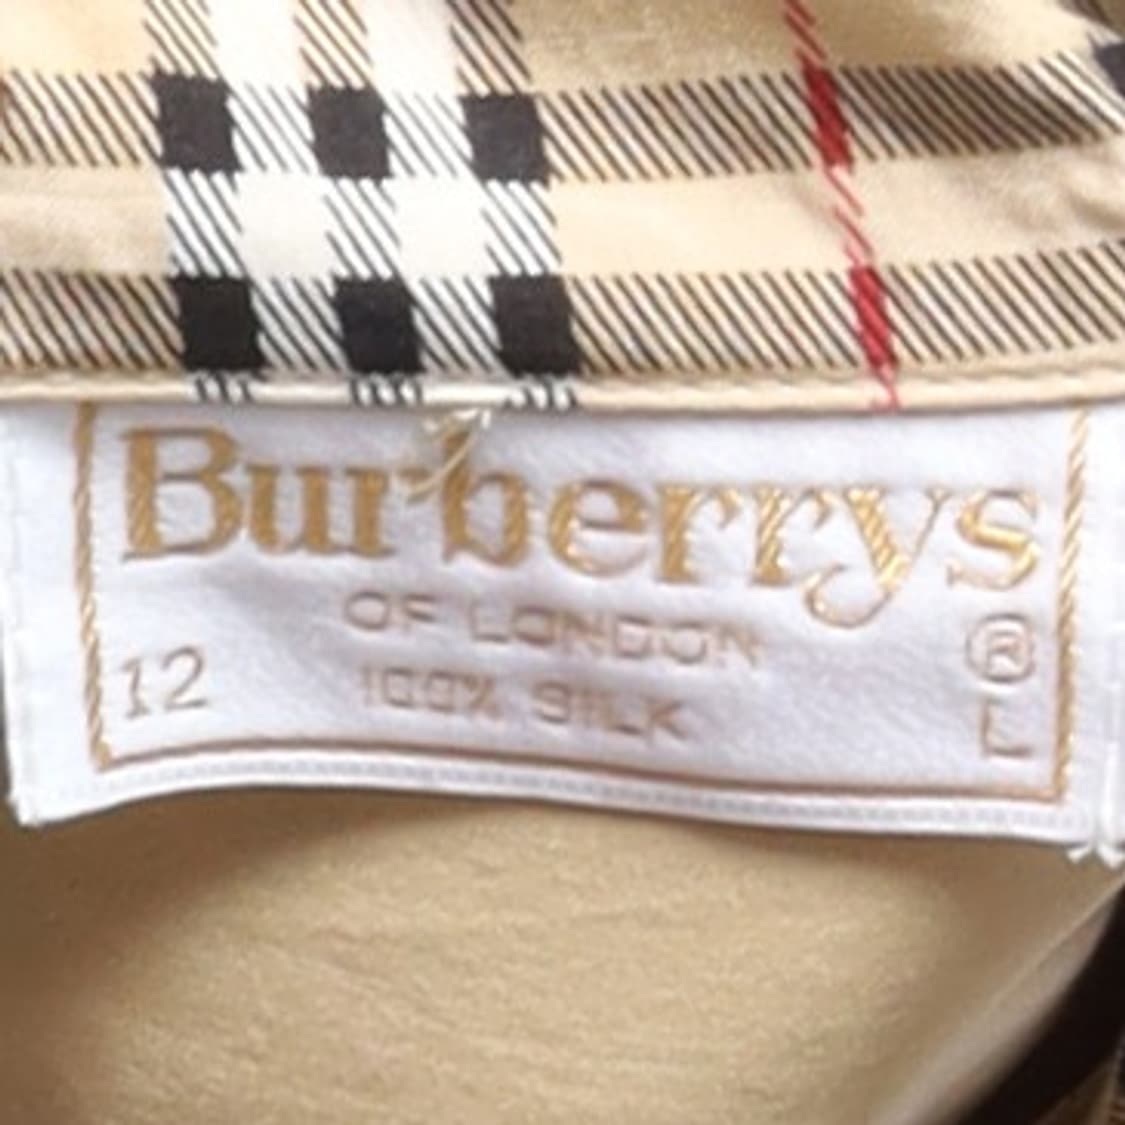 Burberrys
OF LONDON
®
12
100% SILK
L